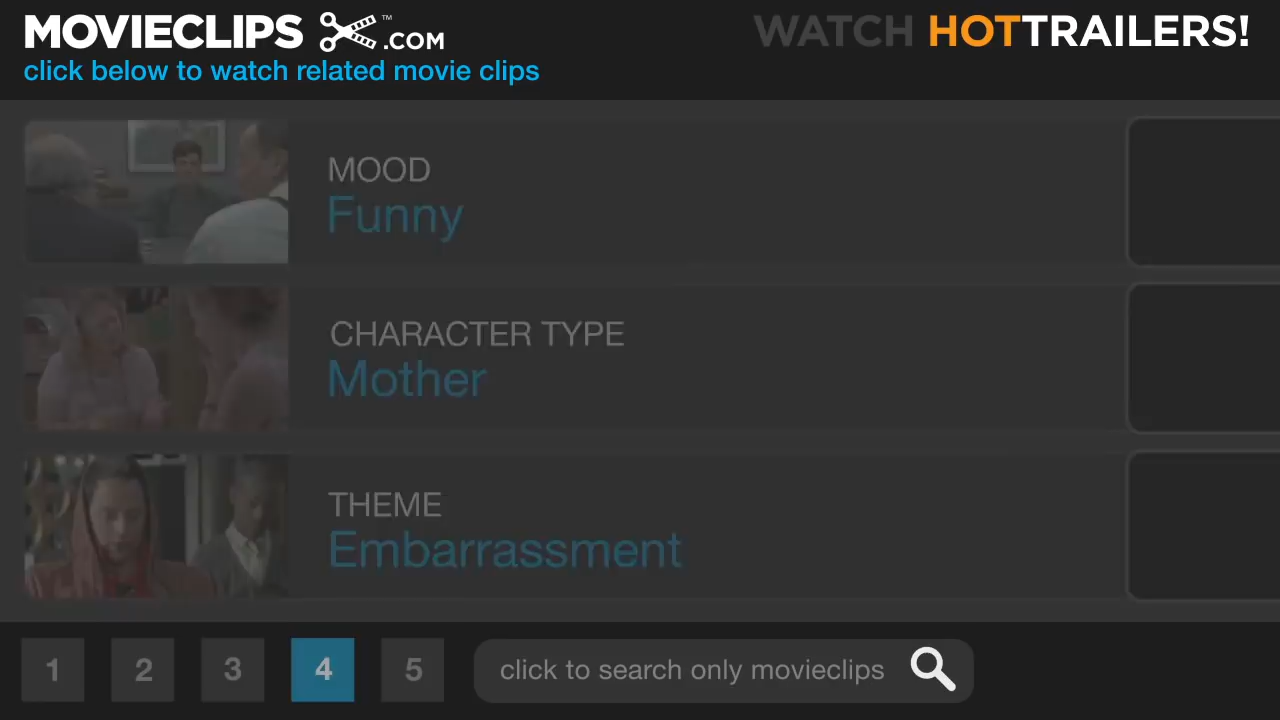 MOVIECLIPS ™ .COM
WATCH HOTTRAILERS!
click below to watch related movie clips
MOOD
Funny
CHARACTER TYPE
Mother
THEME
Embarrassment
1 2 3 4 5
click to search only movieclips